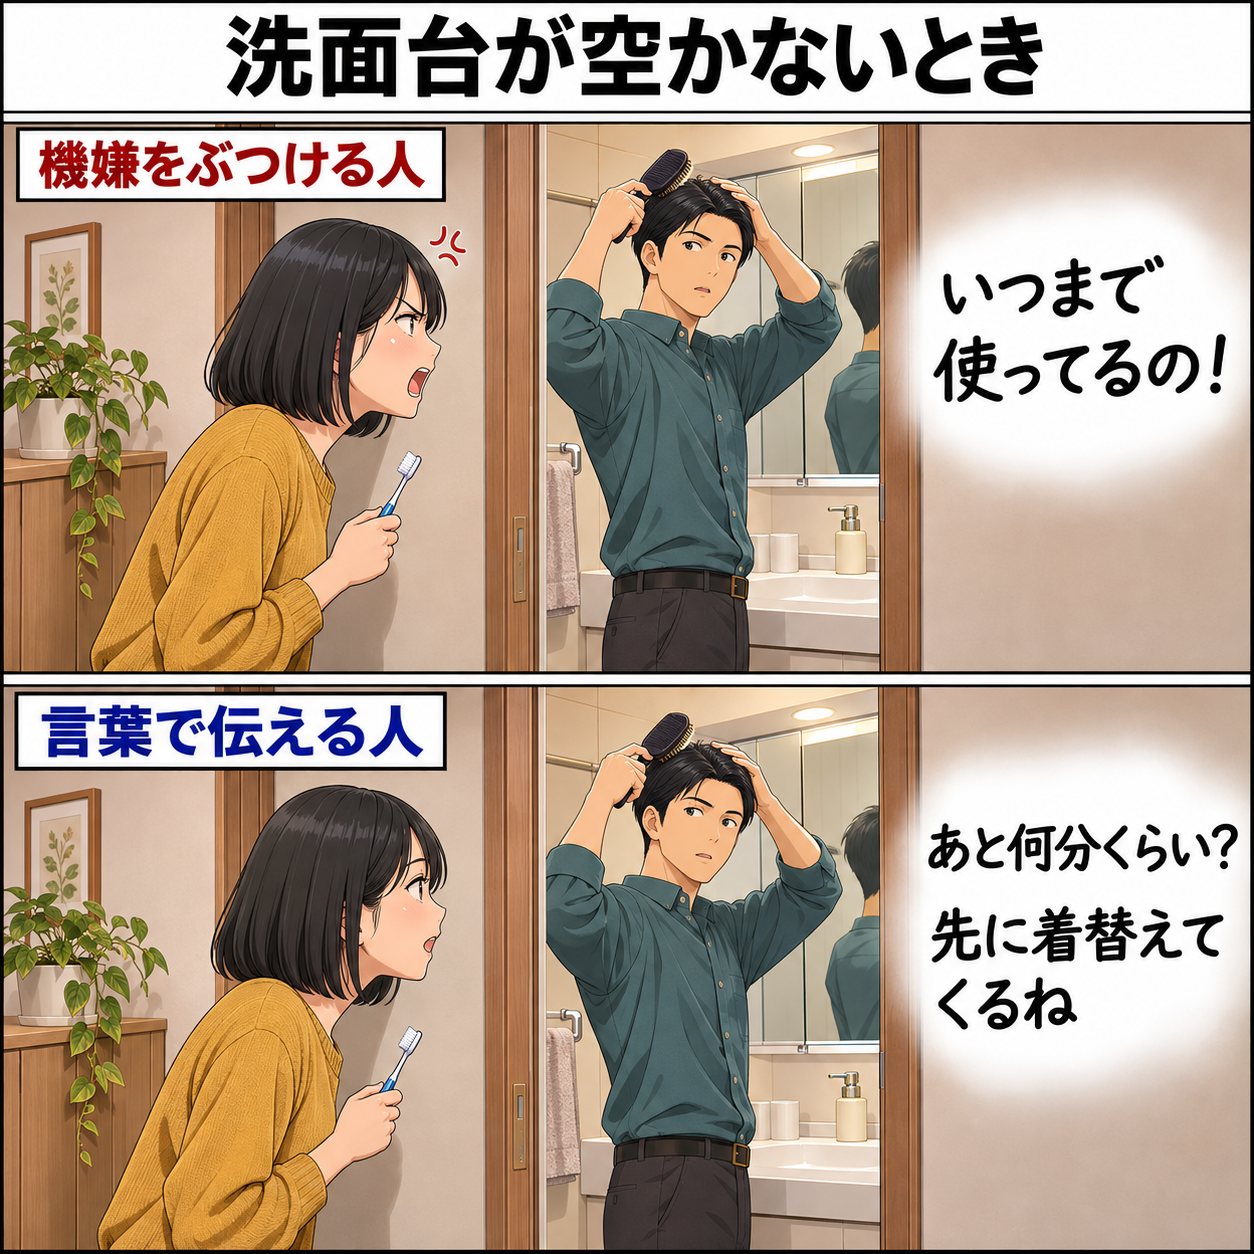 洗面台が空かないとき
機嫌をぶつける人
いつまで
使ってるの!
言葉で伝える人
あと何分くらい?
先に着替えて
くるね